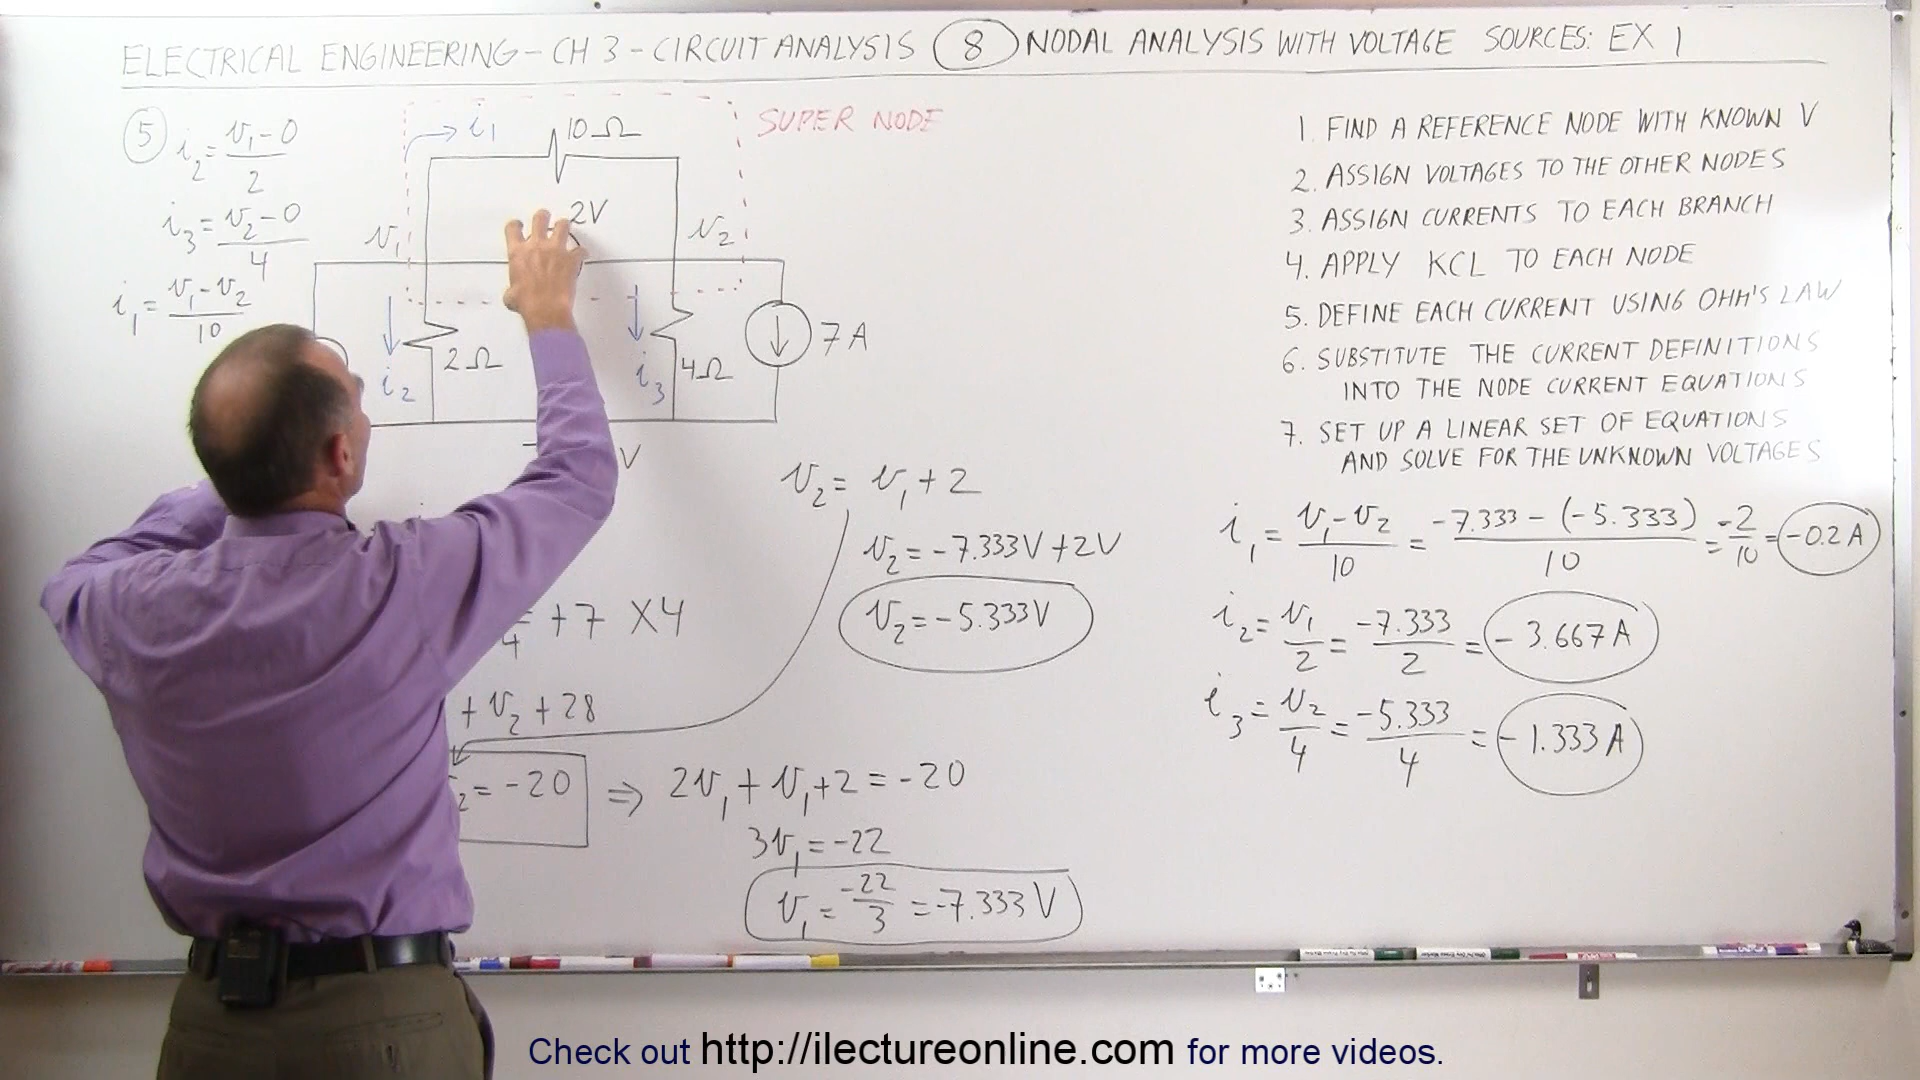 ELECTRICAL ENGINEERING - CH 3 - CIRCUIT ANALYSIS 8 NODAL ANALYSIS WITH VOLTAGE SOURCES: EX 1
5 i₂ = (v₁ - 0)/2
i₃ = (v₂ - 0)/4
i₁ = (v₁ - v₂)/10
i₁
10Ω
SUPER NODE
2V
v₁
v₂
2Ω
i₂
i₃
4Ω
7A
V
1. FIND A REFERENCE NODE WITH KNOWN V
2. ASSIGN VOLTAGES TO THE OTHER NODES
3. ASSIGN CURRENTS TO EACH BRANCH
4. APPLY KCL TO EACH NODE
5. DEFINE EACH CURRENT USING OHH'S LAW
6. SUBSTITUTE THE CURRENT DEFINITIONS
INTO THE NODE CURRENT EQUATIONS
7. SET UP A LINEAR SET OF EQUATIONS
AND SOLVE FOR THE UNKNOWN VOLTAGES
v₂ = v₁ + 2
v₂ = -7.333V + 2V
v₂ = -5.333V
/4 + 7 X4
+ v₂ + 28
₂ = -20 ⇒ 2v₁ + v₁ + 2 = -20
3v₁ = -22
v₁ = -22/3 = -7.333 V
i₁ = (v₁ - v₂)/10 = (-7.333 - (-5.333))/10 = -2/10 = -0.2 A
i₂ = v₁/2 = -7.333/2 = -3.667A
i₃ = v₂/4 = -5.333/4 = -1.333 A
Check out http://ilectureonline.com for more videos.